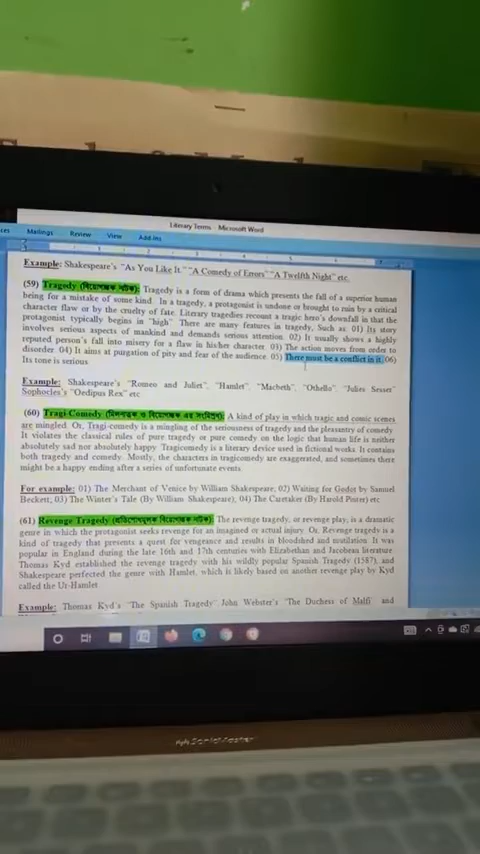 Literary Terms - Microsoft Word
Mailings Review View Add-Ins
Example: Shakespeare's "As You Like It." "A Comedy of Errors" "A Twelfth Night" etc.
(59) Tragedy (বিয়োগান্তক নাটক): Tragedy is a form of drama which presents the fall of a superior human
being for a mistake of some kind. In a tragedy, a protagonist is undone or brought to ruin by a critical
character flaw or by the cruelty of fate. Literary tragedies recount a tragic hero's downfall in that the
protagonist typically begins in "high" There are many features in tragedy, Such as. 01) Its story
involves serious aspects of mankind and demands serious attention. 02) It usually shows a highly
reputed person's fall into misery for a flaw in his/her character. 03) The action moves from order to
disorder. 04) It aims at purgation of pity and fear of the audience. 05) There must be a conflict in it. 06)
Its tone is serious.
Example: Shakespeare's "Romeo and Juliet", "Hamlet", "Macbeth", "Othello", "Julies Sesser"
Sophocles's "Oedipus Rex" etc
(60) Tragi-Comedy (মিলনাত্মক ও বিয়োগান্তক এর সংমিশ্রণ): A kind of play in which tragic and comic scenes
are mingled. Or, Tragi-comedy is a mingling of the seriousness of tragedy and the pleasantry of comedy.
It violates the classical rules of pure tragedy or pure comedy on the logic that human life is neither
absolutely sad nor absolutely happy. Tragicomedy is a literary device used in fictional works. It contains
both tragedy and comedy. Mostly, the characters in tragicomedy are exaggerated, and sometimes there
might be a happy ending after a series of unfortunate events.
For example: 01) The Merchant of Venice by William Shakespeare; 02) Waiting for Godot by Samuel
Beckett; 03) The Winter's Tale (By William Shakespeare), 04) The Curetaker (By Harold Pinter) etc
(61) Revenge Tragedy (প্রতিশোধমূলক বিয়োগান্তক নাটক): The revenge tragedy, or revenge play, is a dramatic
genre in which the protagonist seeks revenge for an imagined or actual injury. Or, Revenge tragedy is a
kind of tragedy that presents a quest for vengeance and results in bloodshed and mutilation. It was
popular in England during the late 16th and 17th centuries with Elizabethan and Jacobean literature.
Thomas Kyd established the revenge tragedy with his wildly popular Spanish Tragedy (1587), and
Shakespeare perfected the genre with Hamlet, which is likely based on another revenge play by Kyd
called the Ur-Hamlet
Example: Thomas Kyd's "The Spanish Tragedy" John Webster's "The Duchess of Malfi and